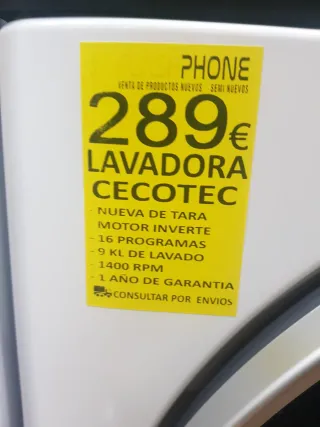 PHONE
VENTA DE PRODUCTOS NUEVOS SEMI NUEVOS
289€
LAVADORA
CECOTEC
- NUEVA DE TARA
MOTOR INVERTE
- 16 PROGRAMAS
- 9 KL DE LAVADO
- 1400 RPM
- 1 AÑO DE GARANTIA
CONSULTAR POR ENVIOS